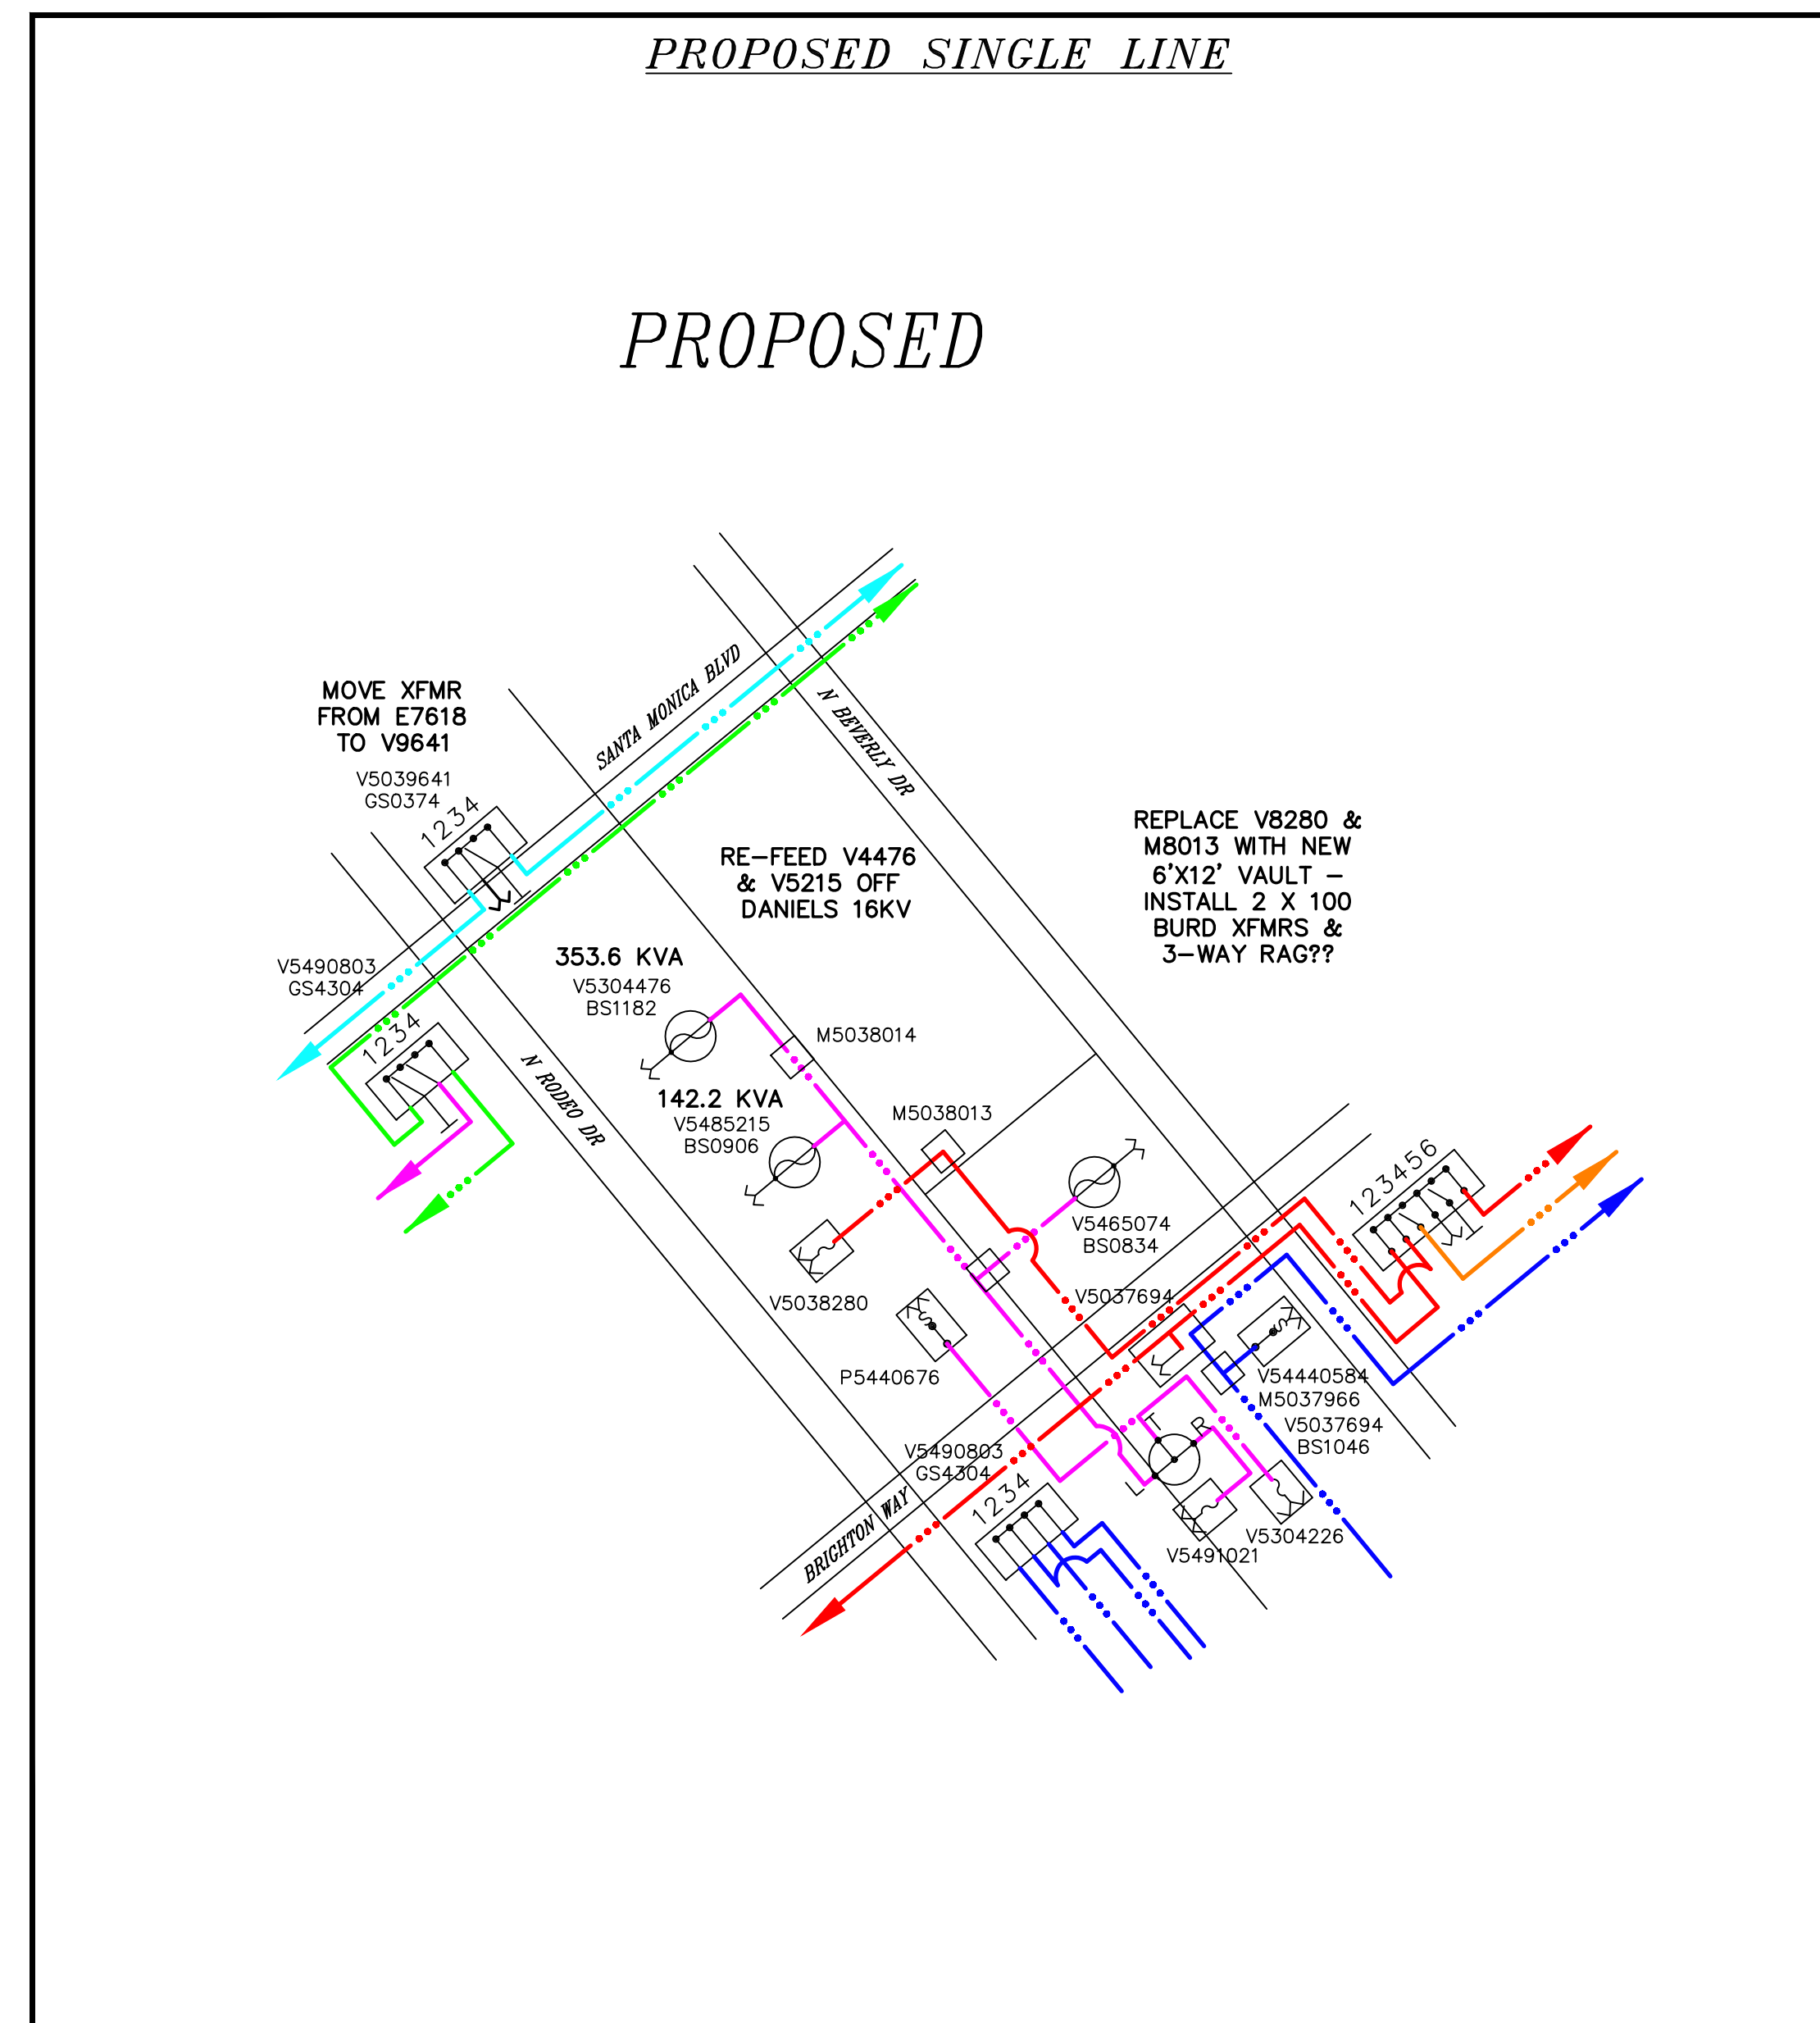 PROPOSED SINGLE LINE
PROPOSED
SANTA MONICA BLVD
N BEVERLY DR
MOVE XFMR
FROM E7618
TO V9641
V5039641
GS0374
1234
REPLACE V8280 &
M8013 WITH NEW
6'X12' VAULT –
INSTALL 2 X 100
BURD XFMRS &
3–WAY RAG??
RE–FEED V4476
& V5215 OFF
DANIELS 16KV
353.6 KVA
V5304476
BS1182
V5490803
GS4304
1234
M5038014
N RODEO DR
142.2 KVA
V5485215
BS0906
M5038013
123456
V5465074
BS0834
V5038280
V5037694
P5440676
V54440584
M5037966
V5037694
BS1046
T
R
L
V5490803
GS4304
1234
BRIGHTON WAY
V5304226
V5491021